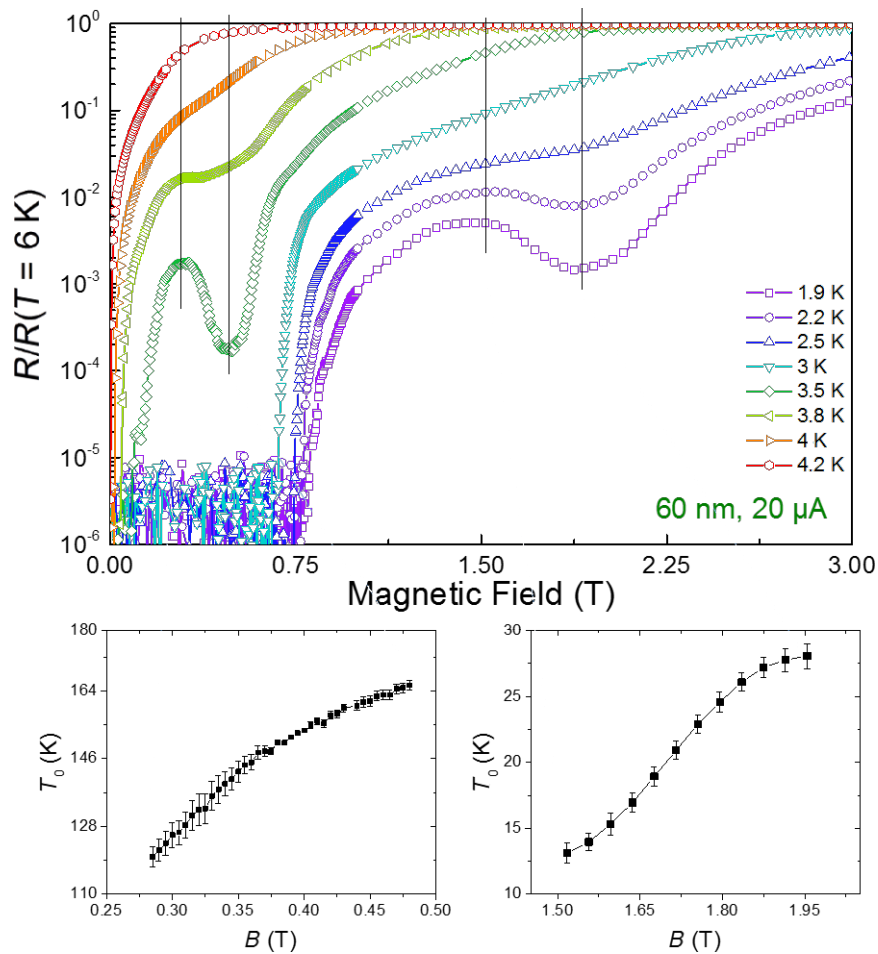 10⁰
10⁻¹
10⁻²
10⁻³
10⁻⁴
10⁻⁵
10⁻⁶
R/R(T = 6 K)
1.9 K
2.2 K
2.5 K
3 K
3.5 K
3.8 K
4 K
4.2 K
60 nm, 20 µA
0.00 0.75 1.50 2.25 3.00
Magnetic Field (T)
180
164
146
128
110
T₀ (K)
0.25 0.30 0.35 0.40 0.45 0.50
B (T)
30
25
20
15
10
T₀ (K)
1.50 1.65 1.80 1.95
B (T)